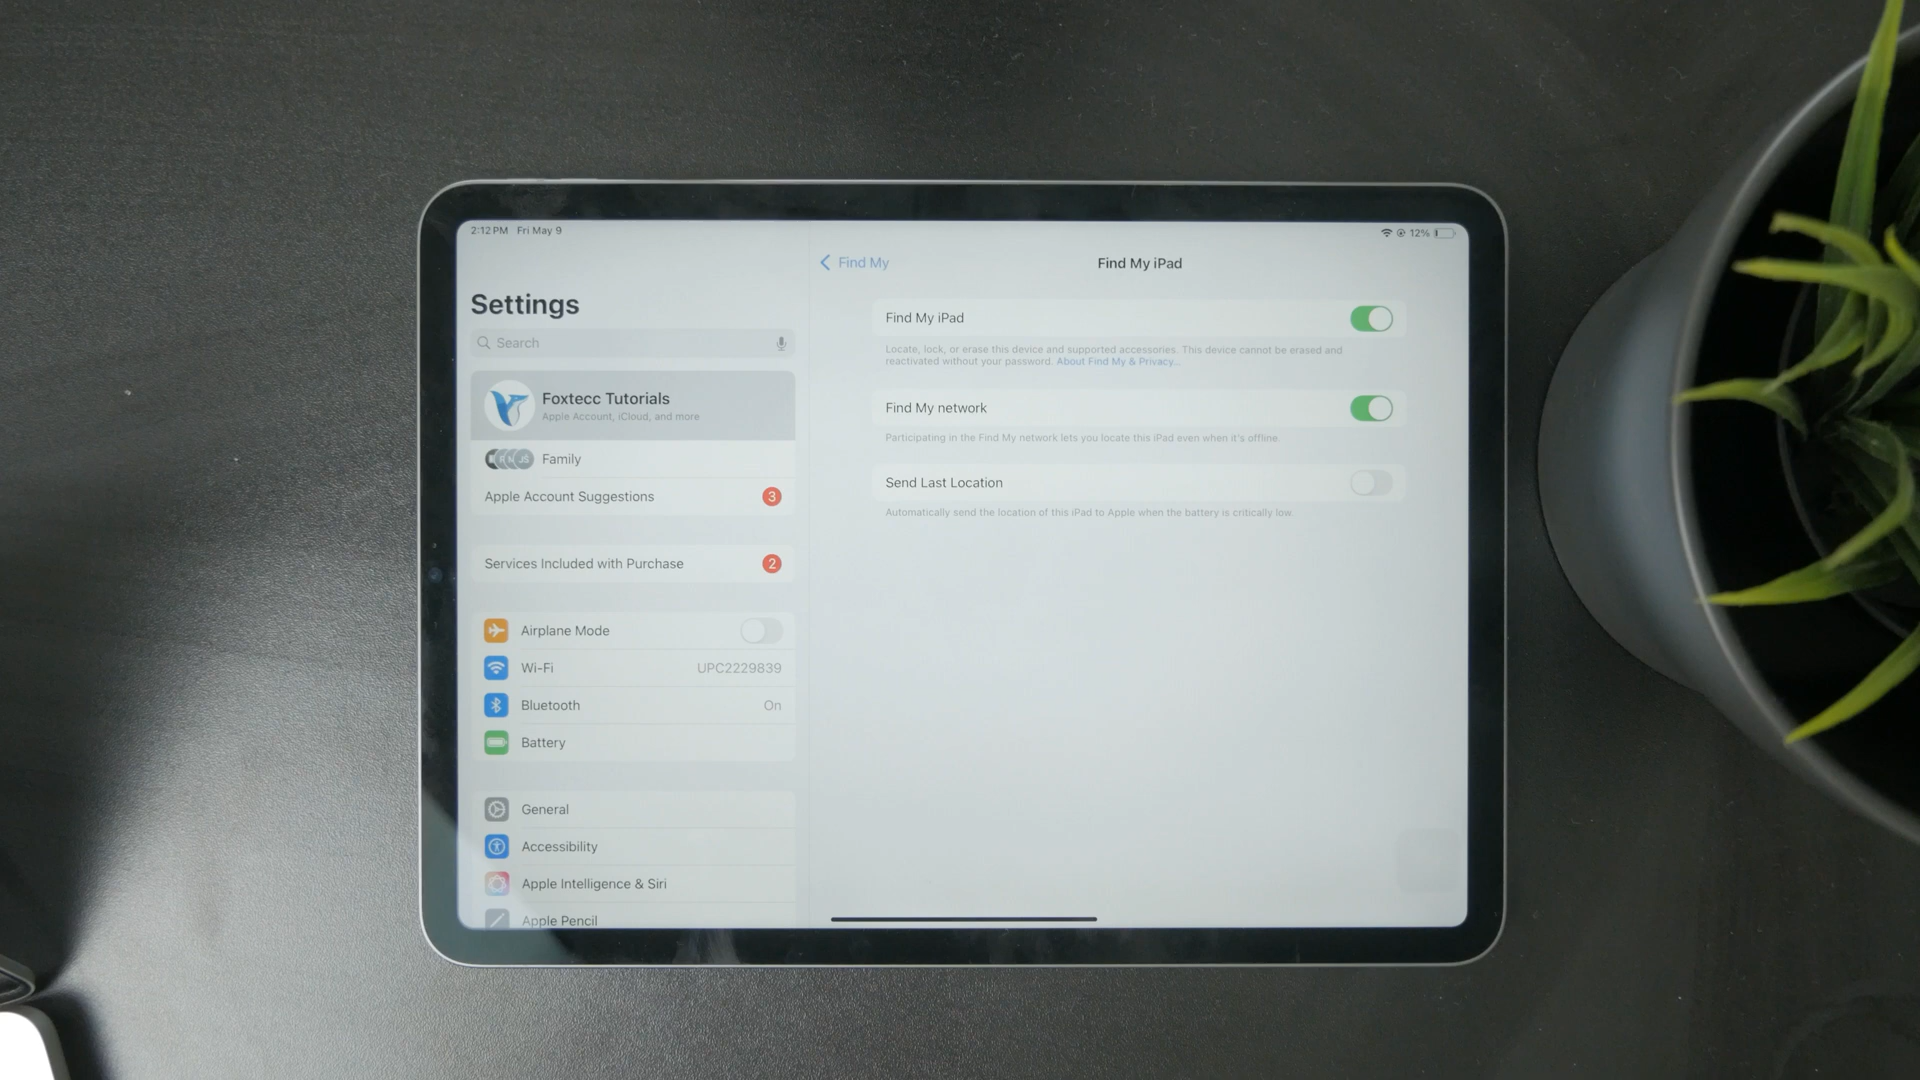 2:12 PM Fri May 9
12%
Settings
Search
Foxtecc Tutorials
Apple Account, iCloud, and more
Family
Apple Account Suggestions
3
Services Included with Purchase
2
Airplane Mode
Wi-Fi
UPC2229839
Bluetooth
On
Battery
General
Accessibility
Apple Intelligence & Siri
Apple Pencil
Find My
Find My iPad
Find My iPad
Locate, lock, or erase this device and supported accessories. This device cannot be erased and
reactivated without your password. About Find My & Privacy...
Find My network
Participating in the Find My network lets you locate this iPad even when it's offline.
Send Last Location
Automatically send the location of this iPad to Apple when the battery is critically low.